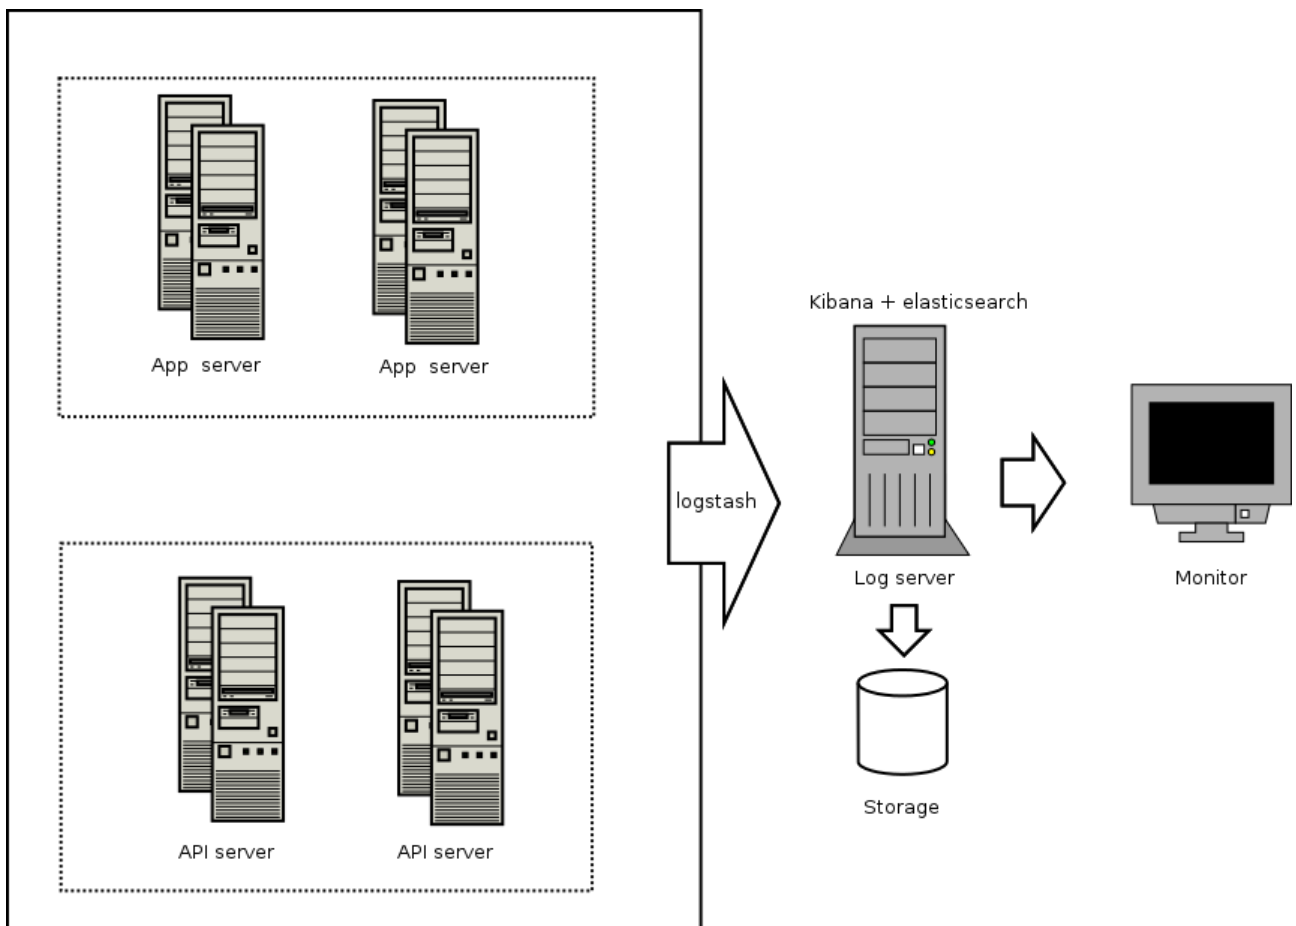 App server
App server
Kibana + elasticsearch
logstash
Log server
Monitor
Storage
API server
API server